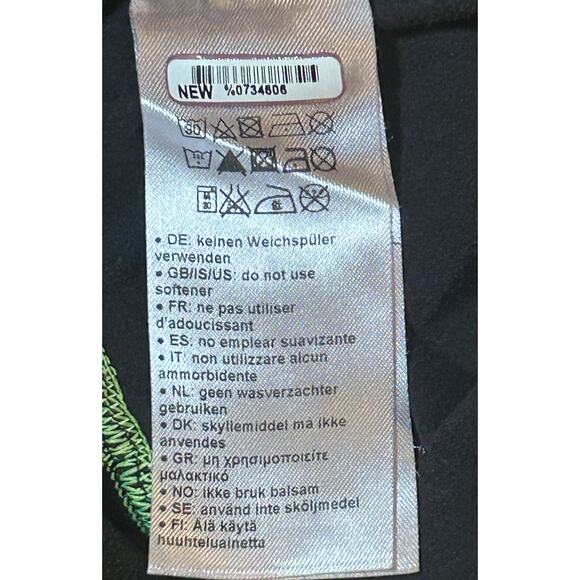 NEW %0734606
30
• DE: keinen Weichspüler
verwenden
• GB/IS/US: do not use
softener
• FR: ne pas utiliser
d'adoucissant
• ES: no emplear suavizante
• IT: non utilizzare alcun
ammorbidente
• NL: geen wasverzachter
gebruiken
• DK: skyllemiddel ma ikke
anvendes
• GR: μη χρησιμοποιείτε
μαλακτικό
• NO: ikke bruk balsam
• SE: använd inte sköljmedel
• FI: Älä käytä
huuhteluainetta